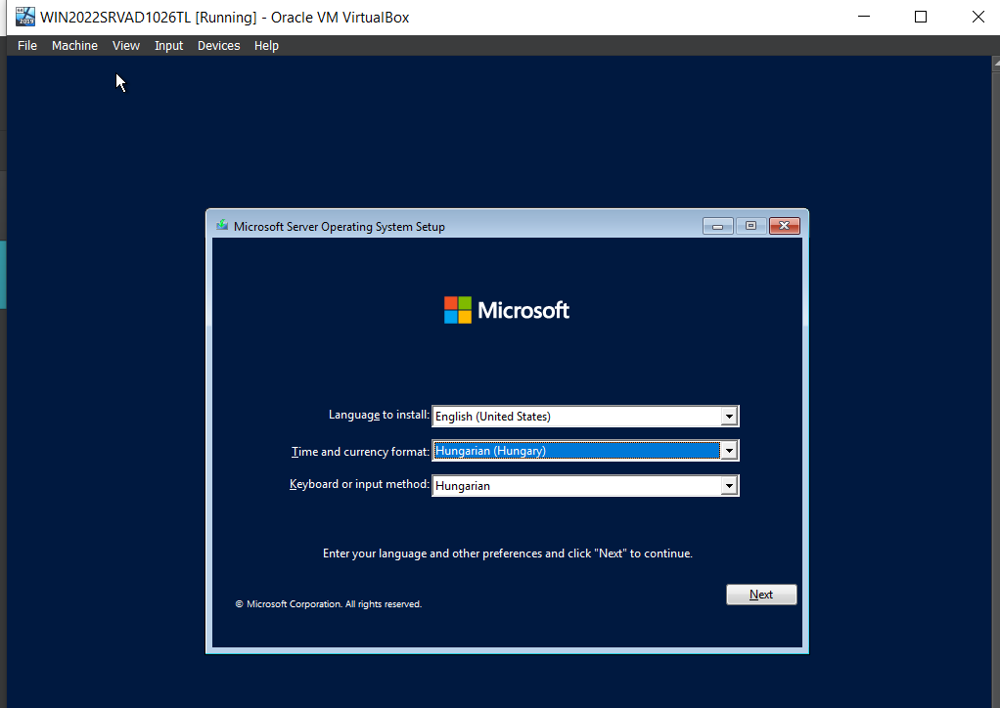 WIN2022SRVAD1026TL [Running] - Oracle VM VirtualBox
File Machine View Input Devices Help
Microsoft Server Operating System Setup
Microsoft
Language to install: English (United States)
Time and currency format: Hungarian (Hungary)
Keyboard or input method: Hungarian
Enter your language and other preferences and click "Next" to continue.
Next
© Microsoft Corporation. All rights reserved.